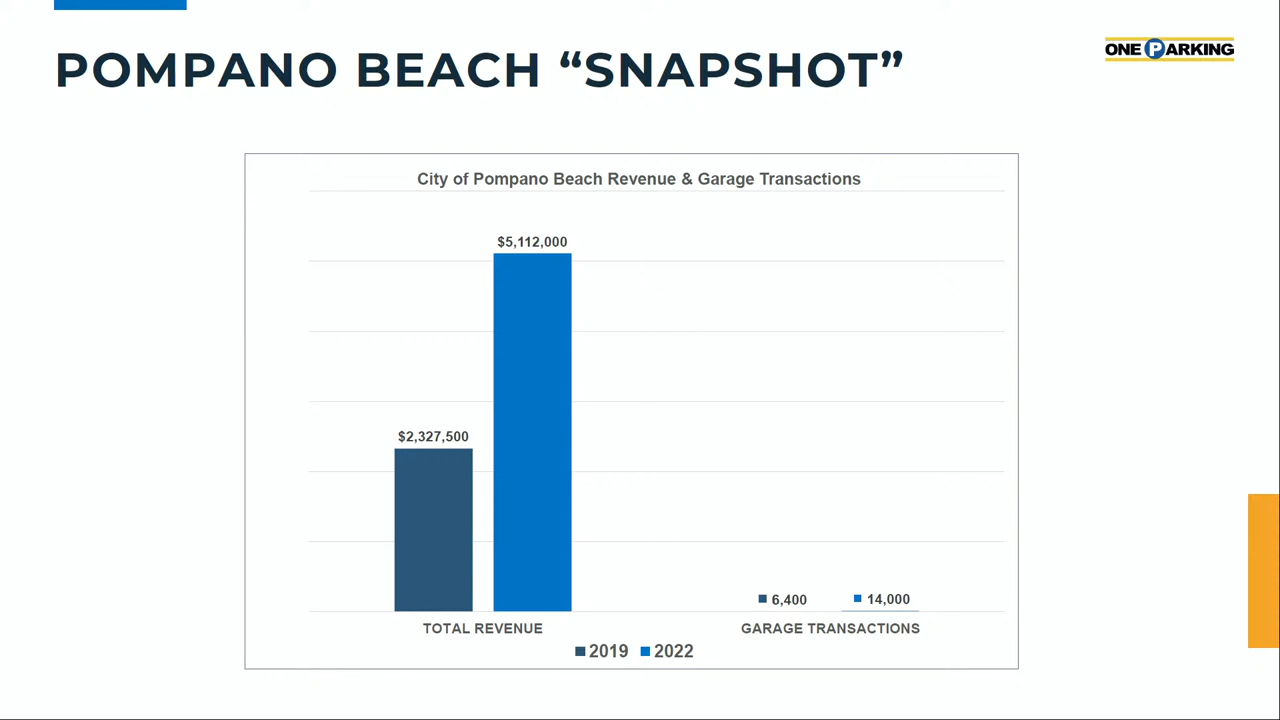 POMPANO BEACH “SNAPSHOT”
ONE PARKING
City of Pompano Beach Revenue & Garage Transactions
$5,112,000
$2,327,500
6,400
14,000
TOTAL REVENUE
GARAGE TRANSACTIONS
2019
2022